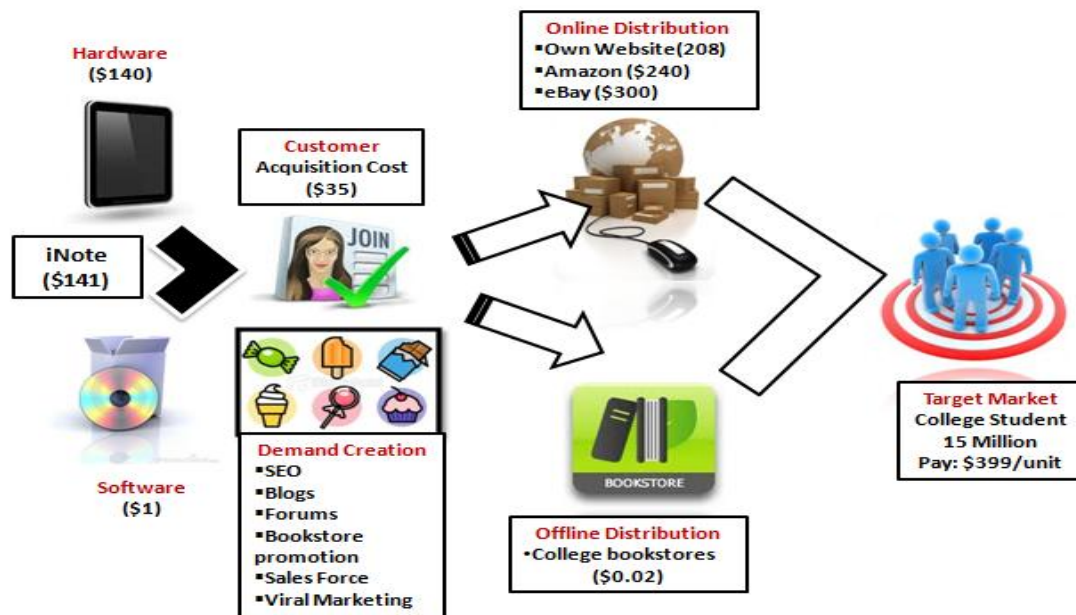 Hardware
($140)
iNote
($141)
Software
($1)
Customer
Acquisition Cost
($35)
JOIN
Demand Creation
▪SEO
▪Blogs
▪Forums
▪Bookstore
promotion
▪Sales Force
▪Viral Marketing
Online Distribution
▪Own Website(208)
▪Amazon ($240)
▪eBay ($300)
BOOKSTORE
Offline Distribution
•College bookstores
($0.02)
Target Market
College Student
15 Million
Pay: $399/unit